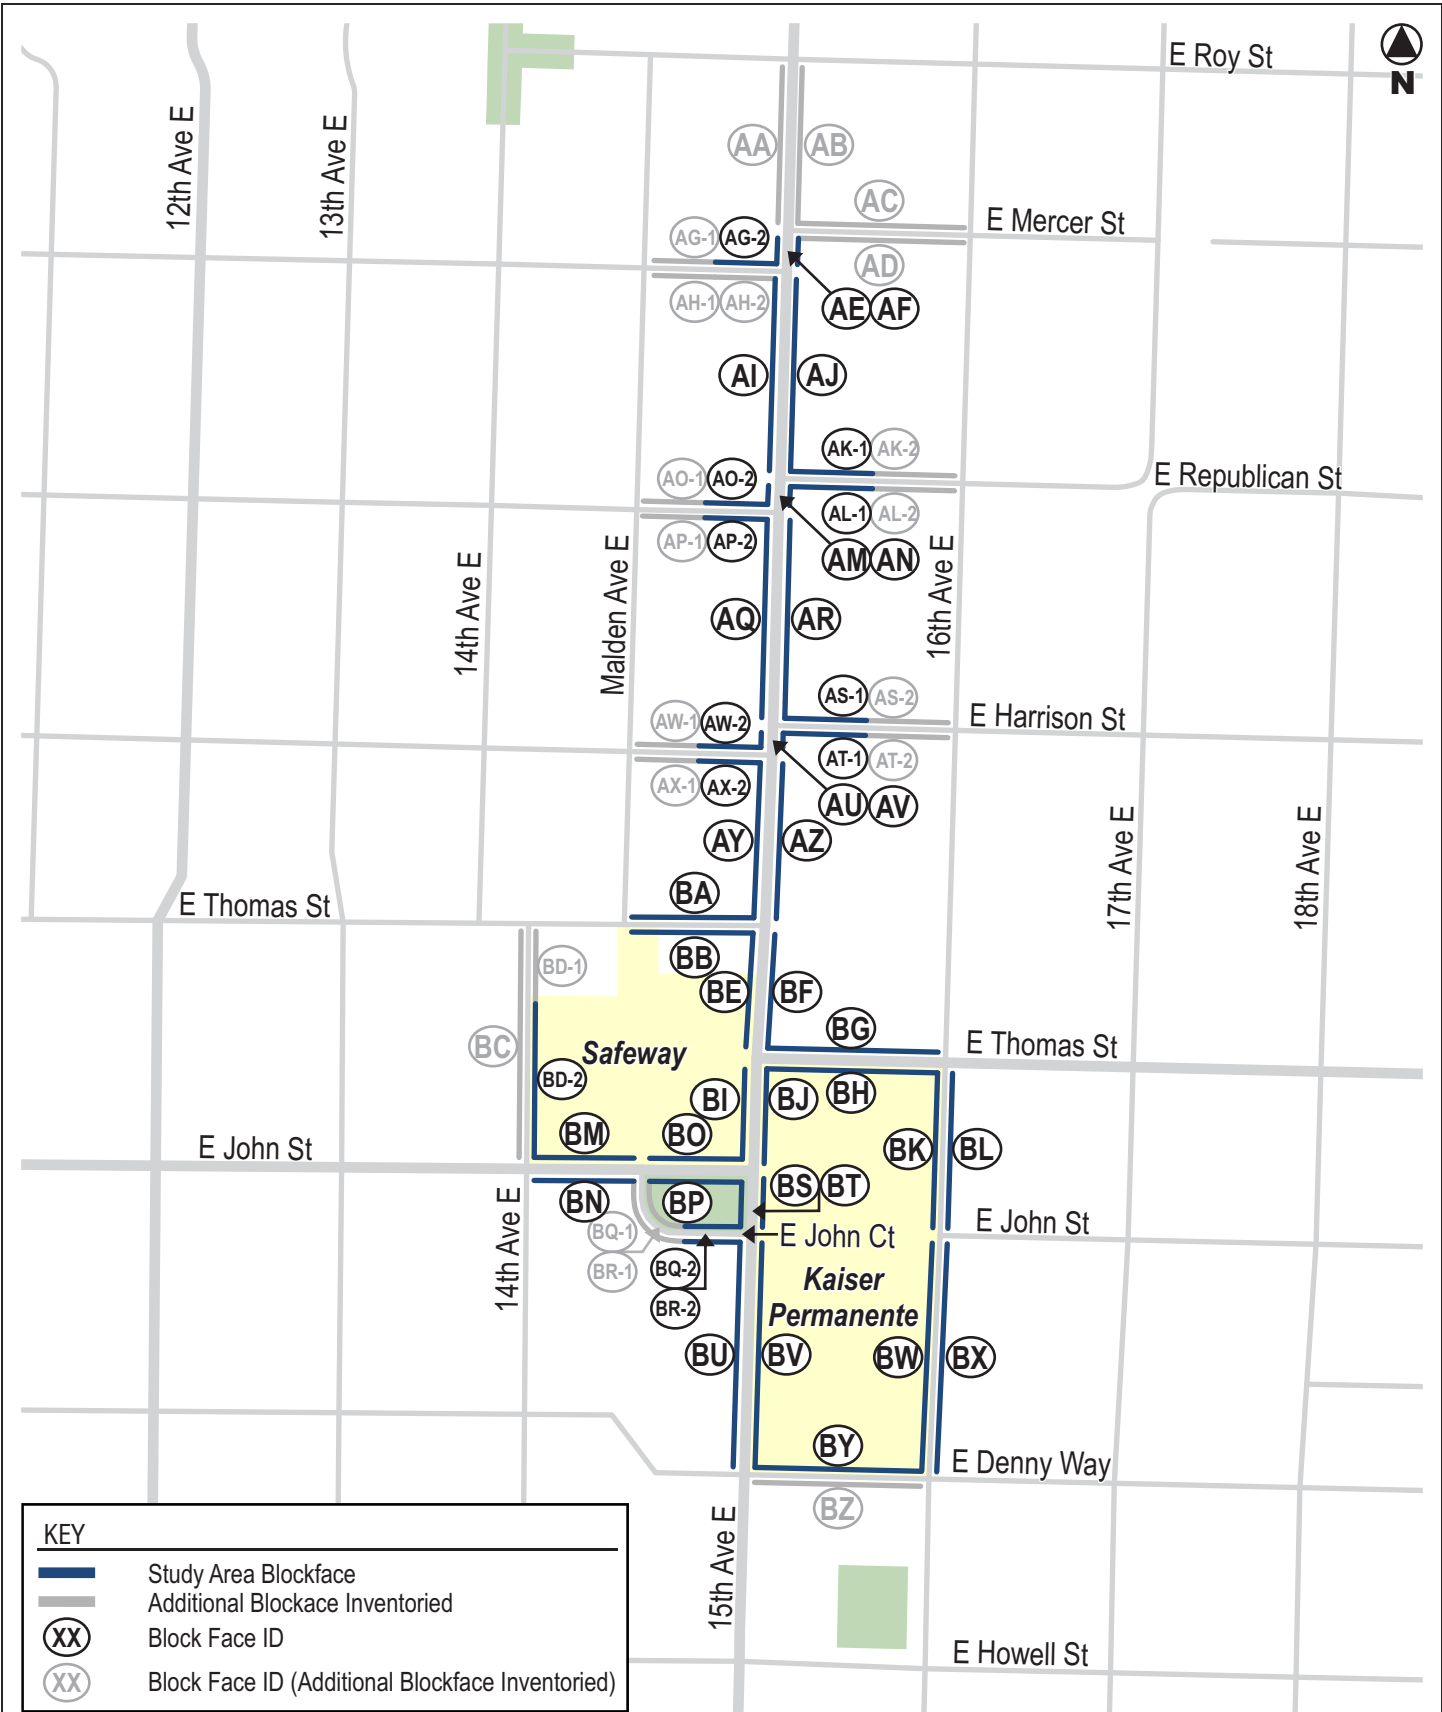 E Roy St
N
12th Ave E
13th Ave E
AA
AB
AC
E Mercer St
AG-1
AG-2
AD
AH-1
AH-2
AE
AF
AI
AJ
AK-1
AK-2
AO-1
AO-2
E Republican St
AL-1
AL-2
AP-1
AP-2
AM
AN
14th Ave E
Malden Ave E
16th Ave E
AQ
AR
AS-1
AS-2
AW-1
AW-2
E Harrison St
AT-1
AT-2
AX-1
AX-2
AU
AV
AY
AZ
17th Ave E
18th Ave E
BA
E Thomas St
BB
BD-1
BE
BF
BG
BC
Safeway
E Thomas St
BD-2
BI
BJ
BH
BM
BO
E John St
BK
BL
BS
BT
BN
BP
14th Ave E
BQ-1
E John St
E John Ct
BR-1
BQ-2
Kaiser
Permanente
BR-2
BU
BV
BW
BX
BY
E Denny Way
BZ
15th Ave E
E Howell St
KEY
Study Area Blockface
Additional Blockace Inventoried
XX
Block Face ID
XX
Block Face ID (Additional Blockface Inventoried)